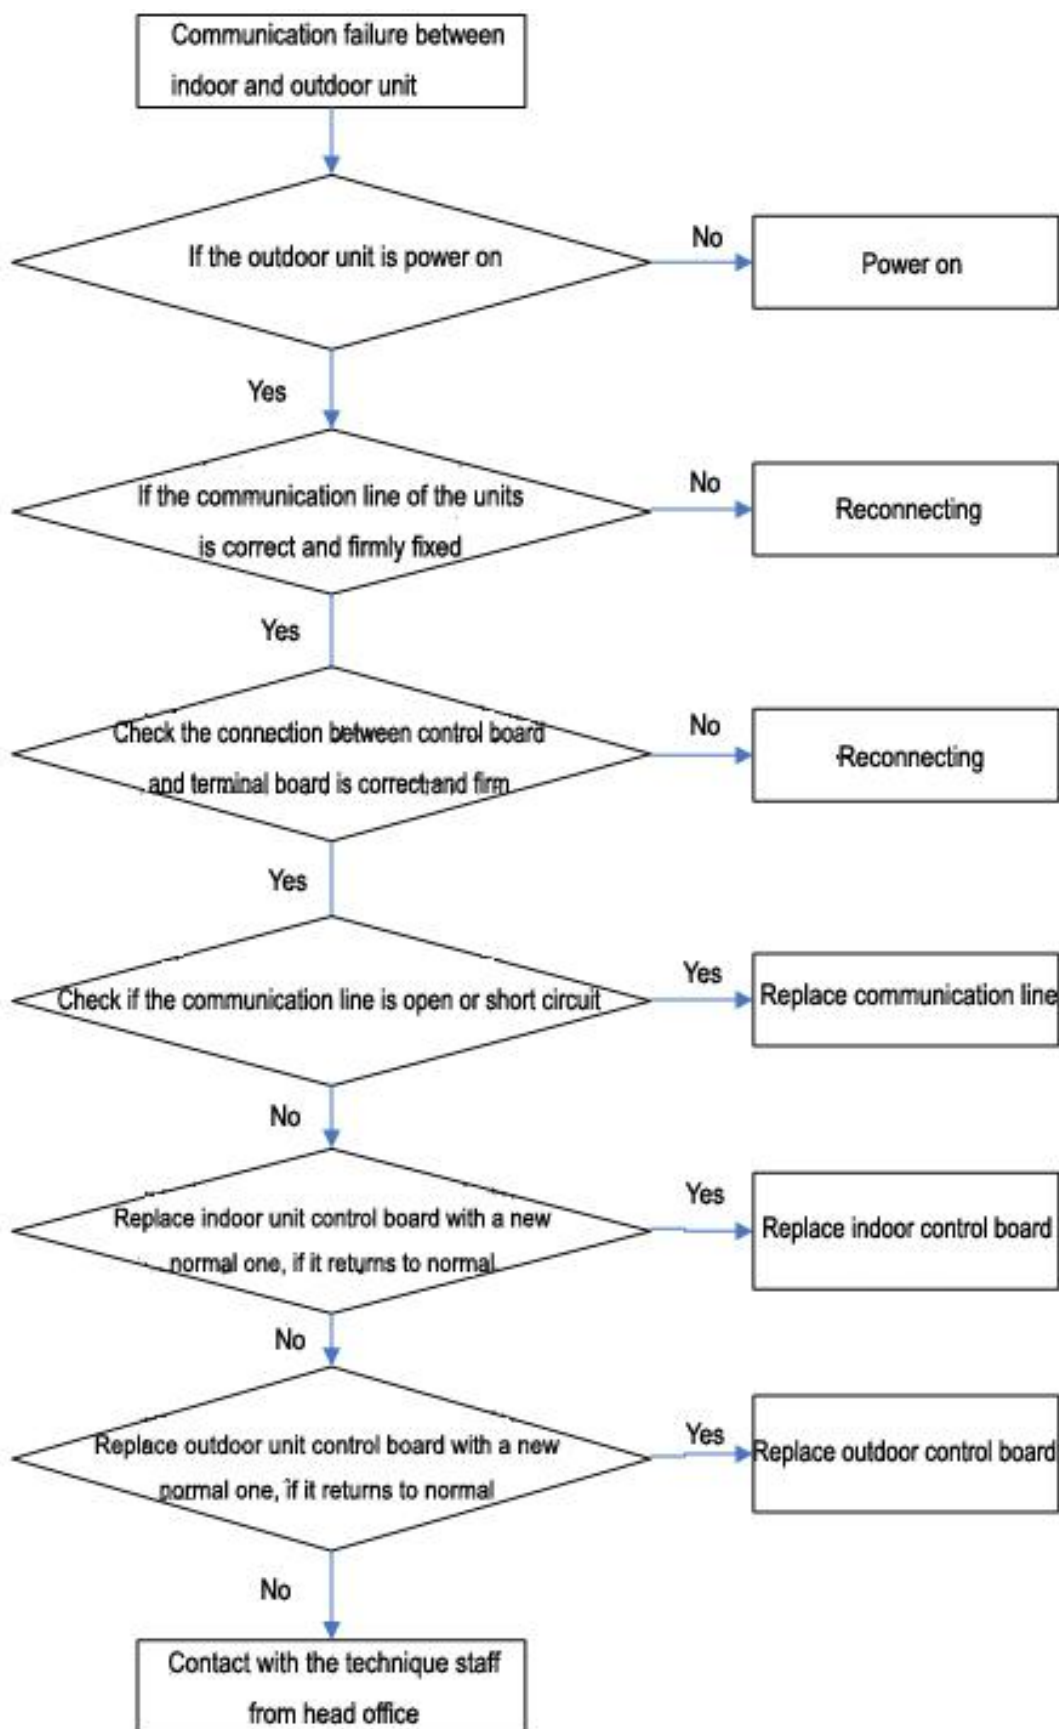 Communication failure between
indoor and outdoor unit
If the outdoor unit is power on
No
Power on
Yes
If the communication line of the units
is correct and firmly fixed
No
Reconnecting
Yes
Check the connection between control board
and terminal board is correct and firm
No
Reconnecting
Yes
Check if the communication line is open or short circuit
Yes
Replace communication line
No
Replace indoor unit control board with a new
normal one, if it returns to normal
Yes
Replace indoor control board
No
Replace outdoor unit control board with a new
normal one, if it returns to normal
Yes
Replace outdoor control board
No
Contact with the technique staff
from head office